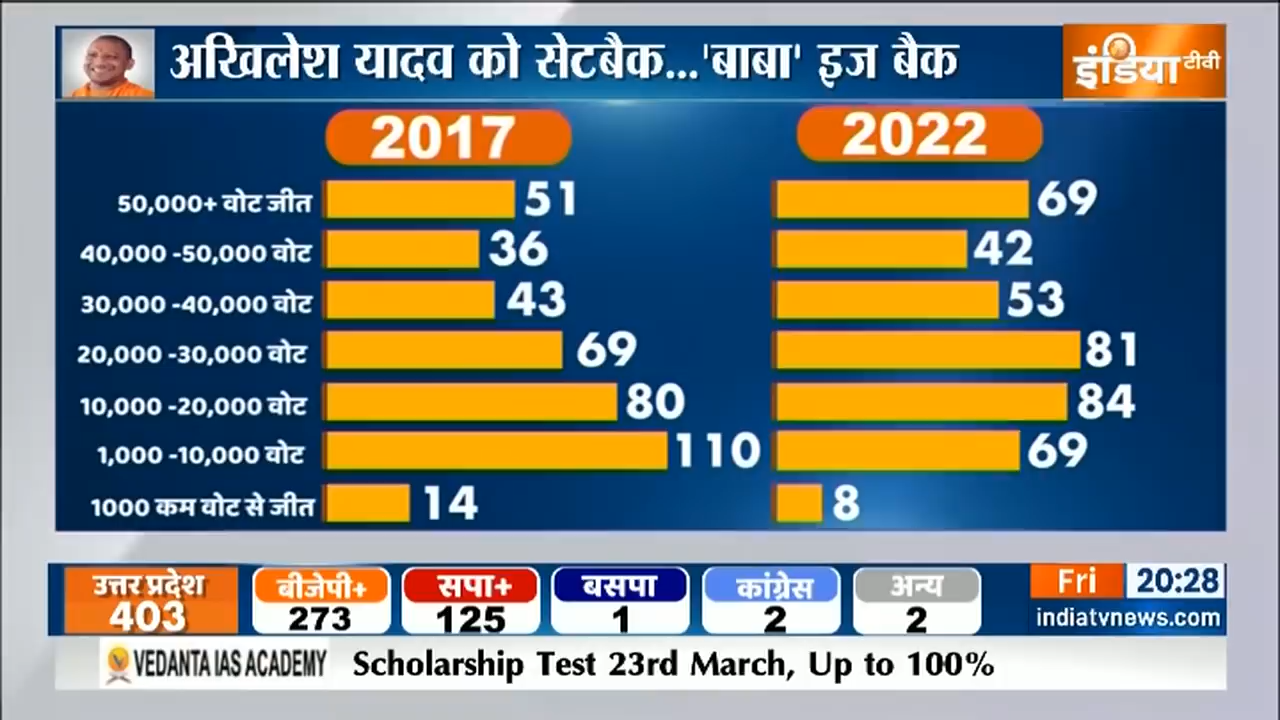 अखिलेश यादव को सेटबैक...'बाबा' इज बैक
इंडिया टीवी
2017 2022
50,000+ वोट जीत 51 69
40,000 -50,000 वोट 36 42
30,000 -40,000 वोट 43 53
20,000 -30,000 वोट 69 81
10,000 -20,000 वोट 80 84
1,000 -10,000 वोट 110 69
1000 कम वोट से जीत 14 8
उत्तर प्रदेश बीजेपी+ सपा+ बसपा कांग्रेस अन्य Fri 20:28
403 273 125 1 2 2 indiatvnews.com
VEDANTA IAS ACADEMY Scholarship Test 23rd March, Up to 100%